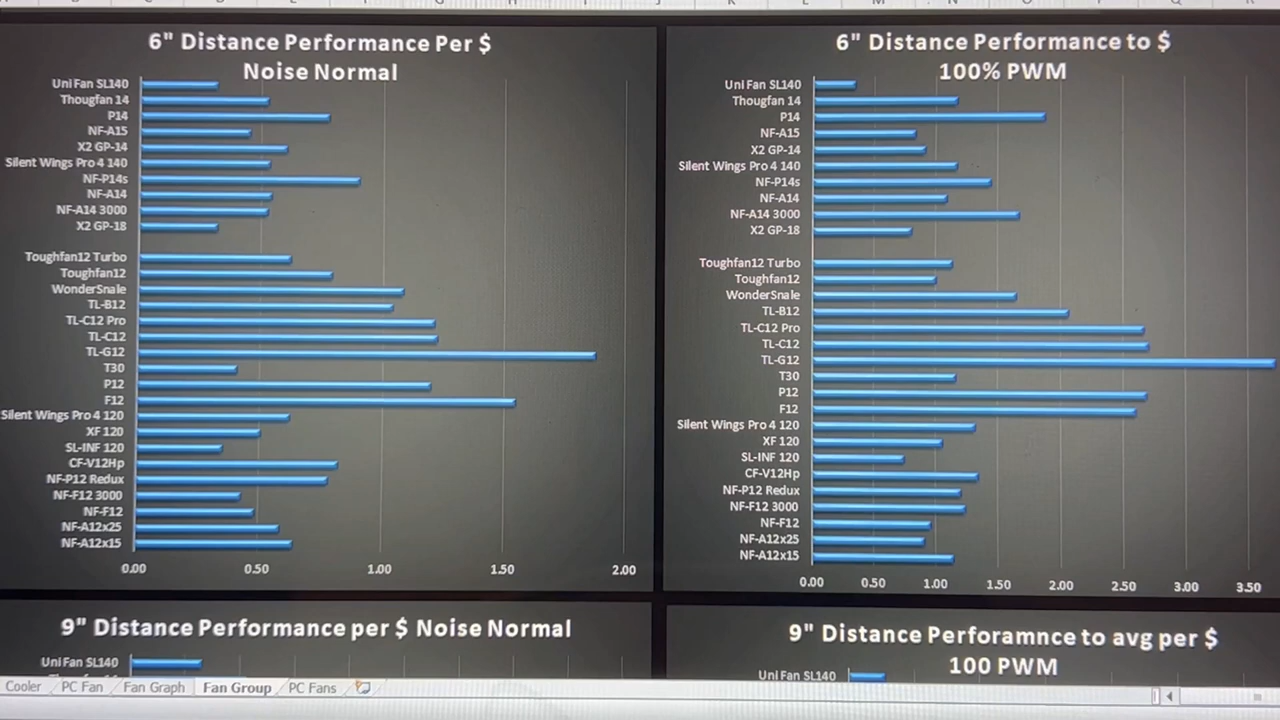 6" Distance Performance Per $
Noise Normal
Uni Fan SL140
Thougfan 14
P14
NF-A15
X2 GP-14
Silent Wings Pro 4 140
NF-P14s
NF-A14
NF-A14 3000
X2 GP-18
Toughfan12 Turbo
Toughfan12
WonderSnale
TL-B12
TL-C12 Pro
TL-C12
TL-G12
T30
P12
F12
Silent Wings Pro 4 120
XF 120
SL-INF 120
CF-V12Hp
NF-P12 Redux
NF-F12 3000
NF-F12
NF-A12x25
NF-A12x15
0.00 0.50 1.00 1.50 2.00
6" Distance Performance to $
100% PWM
Uni Fan SL140
Thougfan 14
P14
NF-A15
X2 GP-14
Silent Wings Pro 4 140
NF-P14s
NF-A14
NF-A14 3000
X2 GP-18
Toughfan12 Turbo
Toughfan12
WonderSnale
TL-B12
TL-C12 Pro
TL-C12
TL-G12
T30
P12
F12
Silent Wings Pro 4 120
XF 120
SL-INF 120
CF-V12Hp
NF-P12 Redux
NF-F12 3000
NF-F12
NF-A12x25
NF-A12x15
0.00 0.50 1.00 1.50 2.00 2.50 3.00 3.50
9" Distance Performance per $ Noise Normal
Uni Fan SL140
9" Distance Perforamnce to avg per $
100 PWM
Uni Fan SL140
Cooler PC Fan Fan Graph Fan Group PC Fans